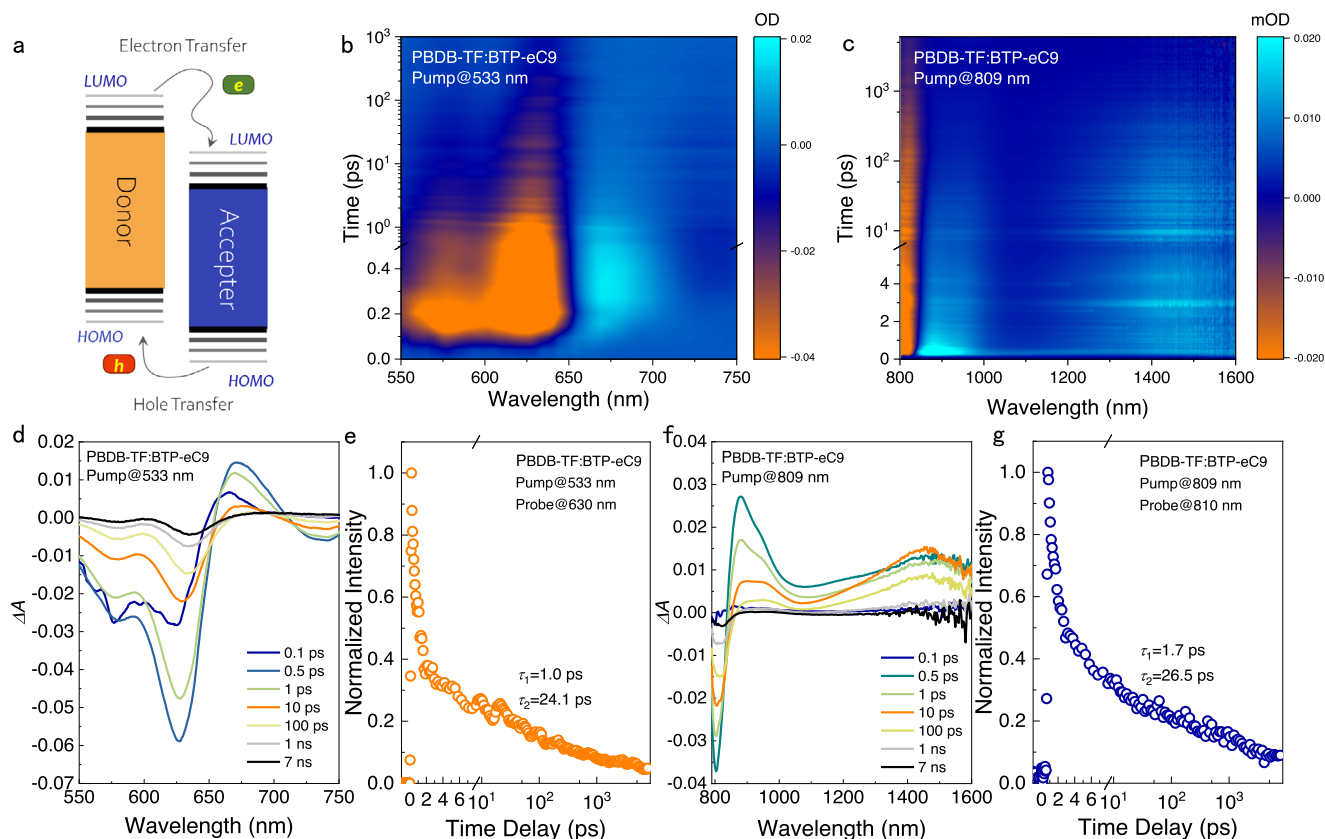 a
Electron Transfer
LUMO
e
LUMO
Donor
Accepter
HOMO
h
HOMO
Hole Transfer
b
PBDB-TF:BTP-eC9
Pump@533 nm
OD
10³
10²
10¹
10⁰
0.4
0.2
0.0
Time (ps)
550 600 650 700 750
Wavelength (nm)
0.02
0.00
-0.02
-0.04
c
PBDB-TF:BTP-eC9
Pump@809 nm
mOD
10³
10²
10¹
4
2
0
Time (ps)
800 1000 1200 1400 1600
Wavelength (nm)
0.020
0.010
0.000
-0.010
-0.020
d
PBDB-TF:BTP-eC9
Pump@533 nm
0.02
0.01
0.00
-0.01
-0.02
-0.03
-0.04
-0.05
-0.06
-0.07
ΔA
0.1 ps
0.5 ps
1 ps
10 ps
100 ps
1 ns
7 ns
550 600 650 700 750
Wavelength (nm)
e
PBDB-TF:BTP-eC9
Pump@533 nm
Probe@630 nm
1.0
0.8
0.6
0.4
0.2
0.0
Normalized Intensity
τ₁=1.0 ps
τ₂=24.1 ps
0 2 4 6 10¹ 10² 10³
Time Delay (ps)
f
PBDB-TF:BTP-eC9
Pump@809 nm
0.04
0.03
0.02
0.01
0.00
-0.01
-0.02
-0.03
-0.04
ΔA
0.1 ps
0.5 ps
1 ps
10 ps
100 ps
1 ns
7 ns
800 1000 1200 1400 1600
Wavelength (nm)
g
PBDB-TF:BTP-eC9
Pump@809 nm
Probe@810 nm
1.0
0.8
0.6
0.4
0.2
0.0
Normalized Intensity
τ₁=1.7 ps
τ₂=26.5 ps
0 2 4 6 10¹ 10² 10³
Time Delay (ps)